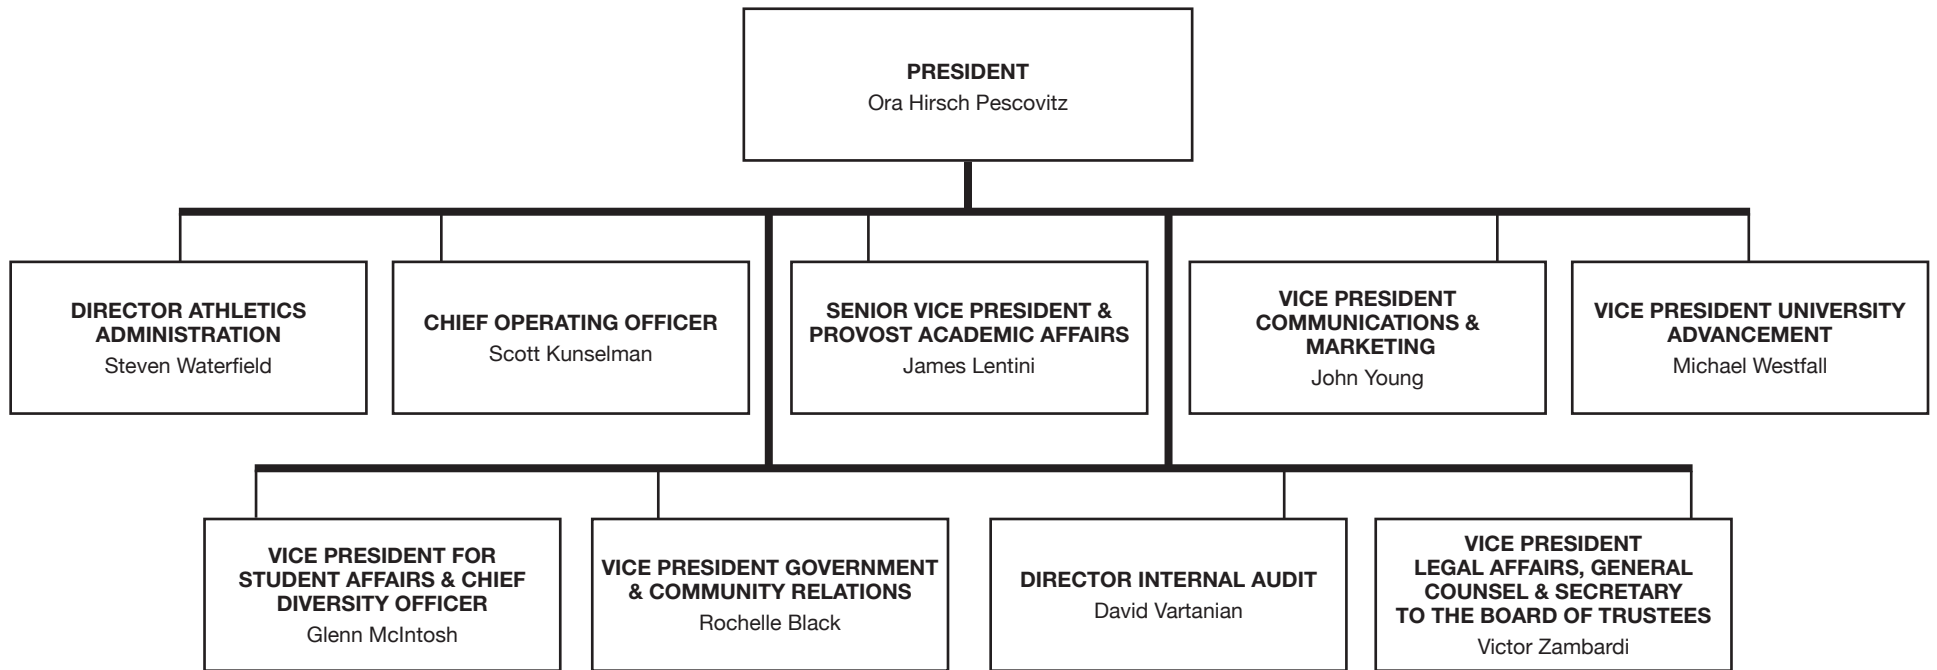 PRESIDENT
Ora Hirsch Pescovitz
DIRECTOR ATHLETICS
ADMINISTRATION
Steven Waterfield
CHIEF OPERATING OFFICER
Scott Kunselman
SENIOR VICE PRESIDENT &
PROVOST ACADEMIC AFFAIRS
James Lentini
VICE PRESIDENT
COMMUNICATIONS &
MARKETING
John Young
VICE PRESIDENT UNIVERSITY
ADVANCEMENT
Michael Westfall
VICE PRESIDENT FOR
STUDENT AFFAIRS & CHIEF
DIVERSITY OFFICER
Glenn McIntosh
VICE PRESIDENT GOVERNMENT
& COMMUNITY RELATIONS
Rochelle Black
DIRECTOR INTERNAL AUDIT
David Vartanian
VICE PRESIDENT
LEGAL AFFAIRS, GENERAL
COUNSEL & SECRETARY
TO THE BOARD OF TRUSTEES
Victor Zambardi